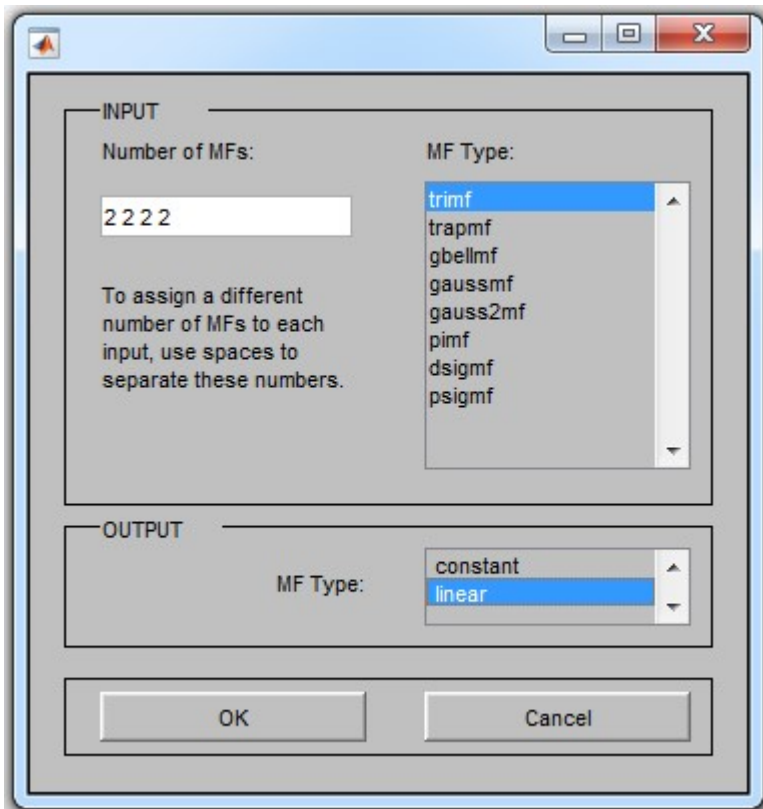 INPUT
Number of MFs:
MF Type:
2 2 2 2
To assign a different
number of MFs to each
input, use spaces to
separate these numbers.
trimf
trapmf
gbellmf
gaussmf
gauss2mf
pimf
dsigmf
psigmf
OUTPUT
MF Type:
constant
linear
OK
Cancel